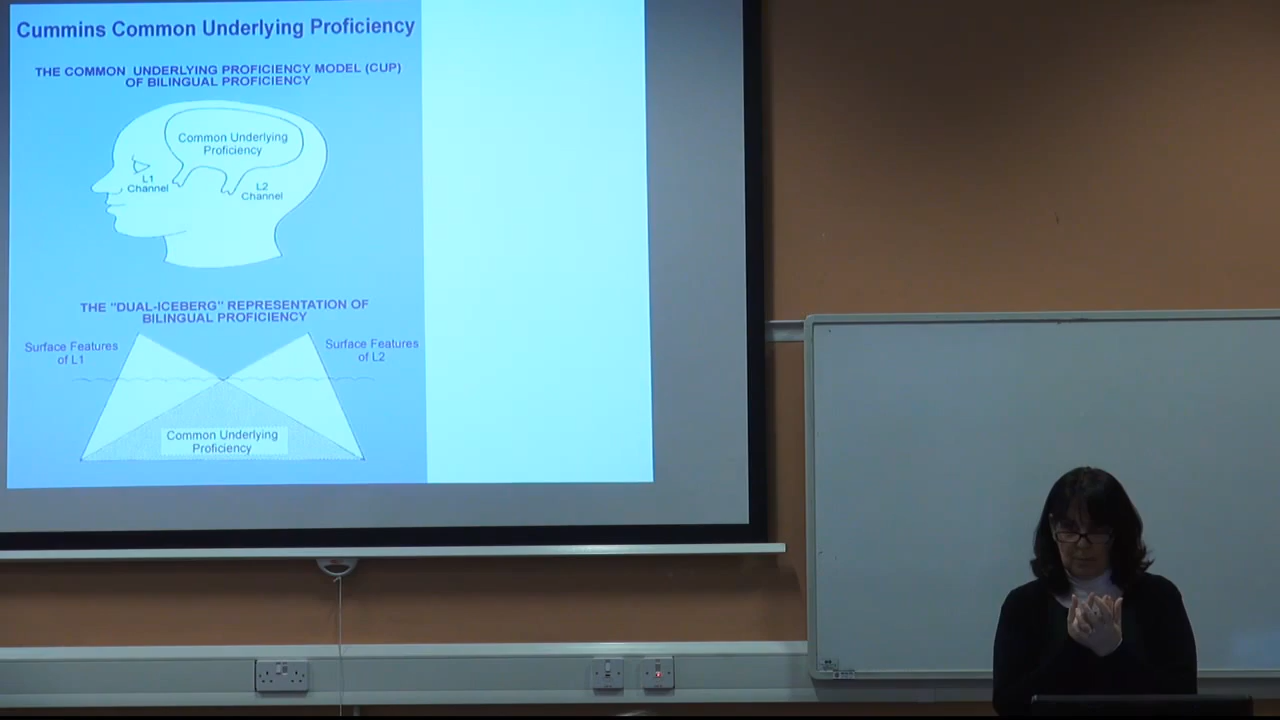 Cummins Common Underlying Proficiency
THE COMMON UNDERLYING PROFICIENCY MODEL (CUP)
OF BILINGUAL PROFICIENCY
Common Underlying
Proficiency
L1
Channel
L2
Channel
THE "DUAL-ICEBERG" REPRESENTATION OF
BILINGUAL PROFICIENCY
Surface Features
of L1
Surface Features
of L2
Common Underlying
Proficiency